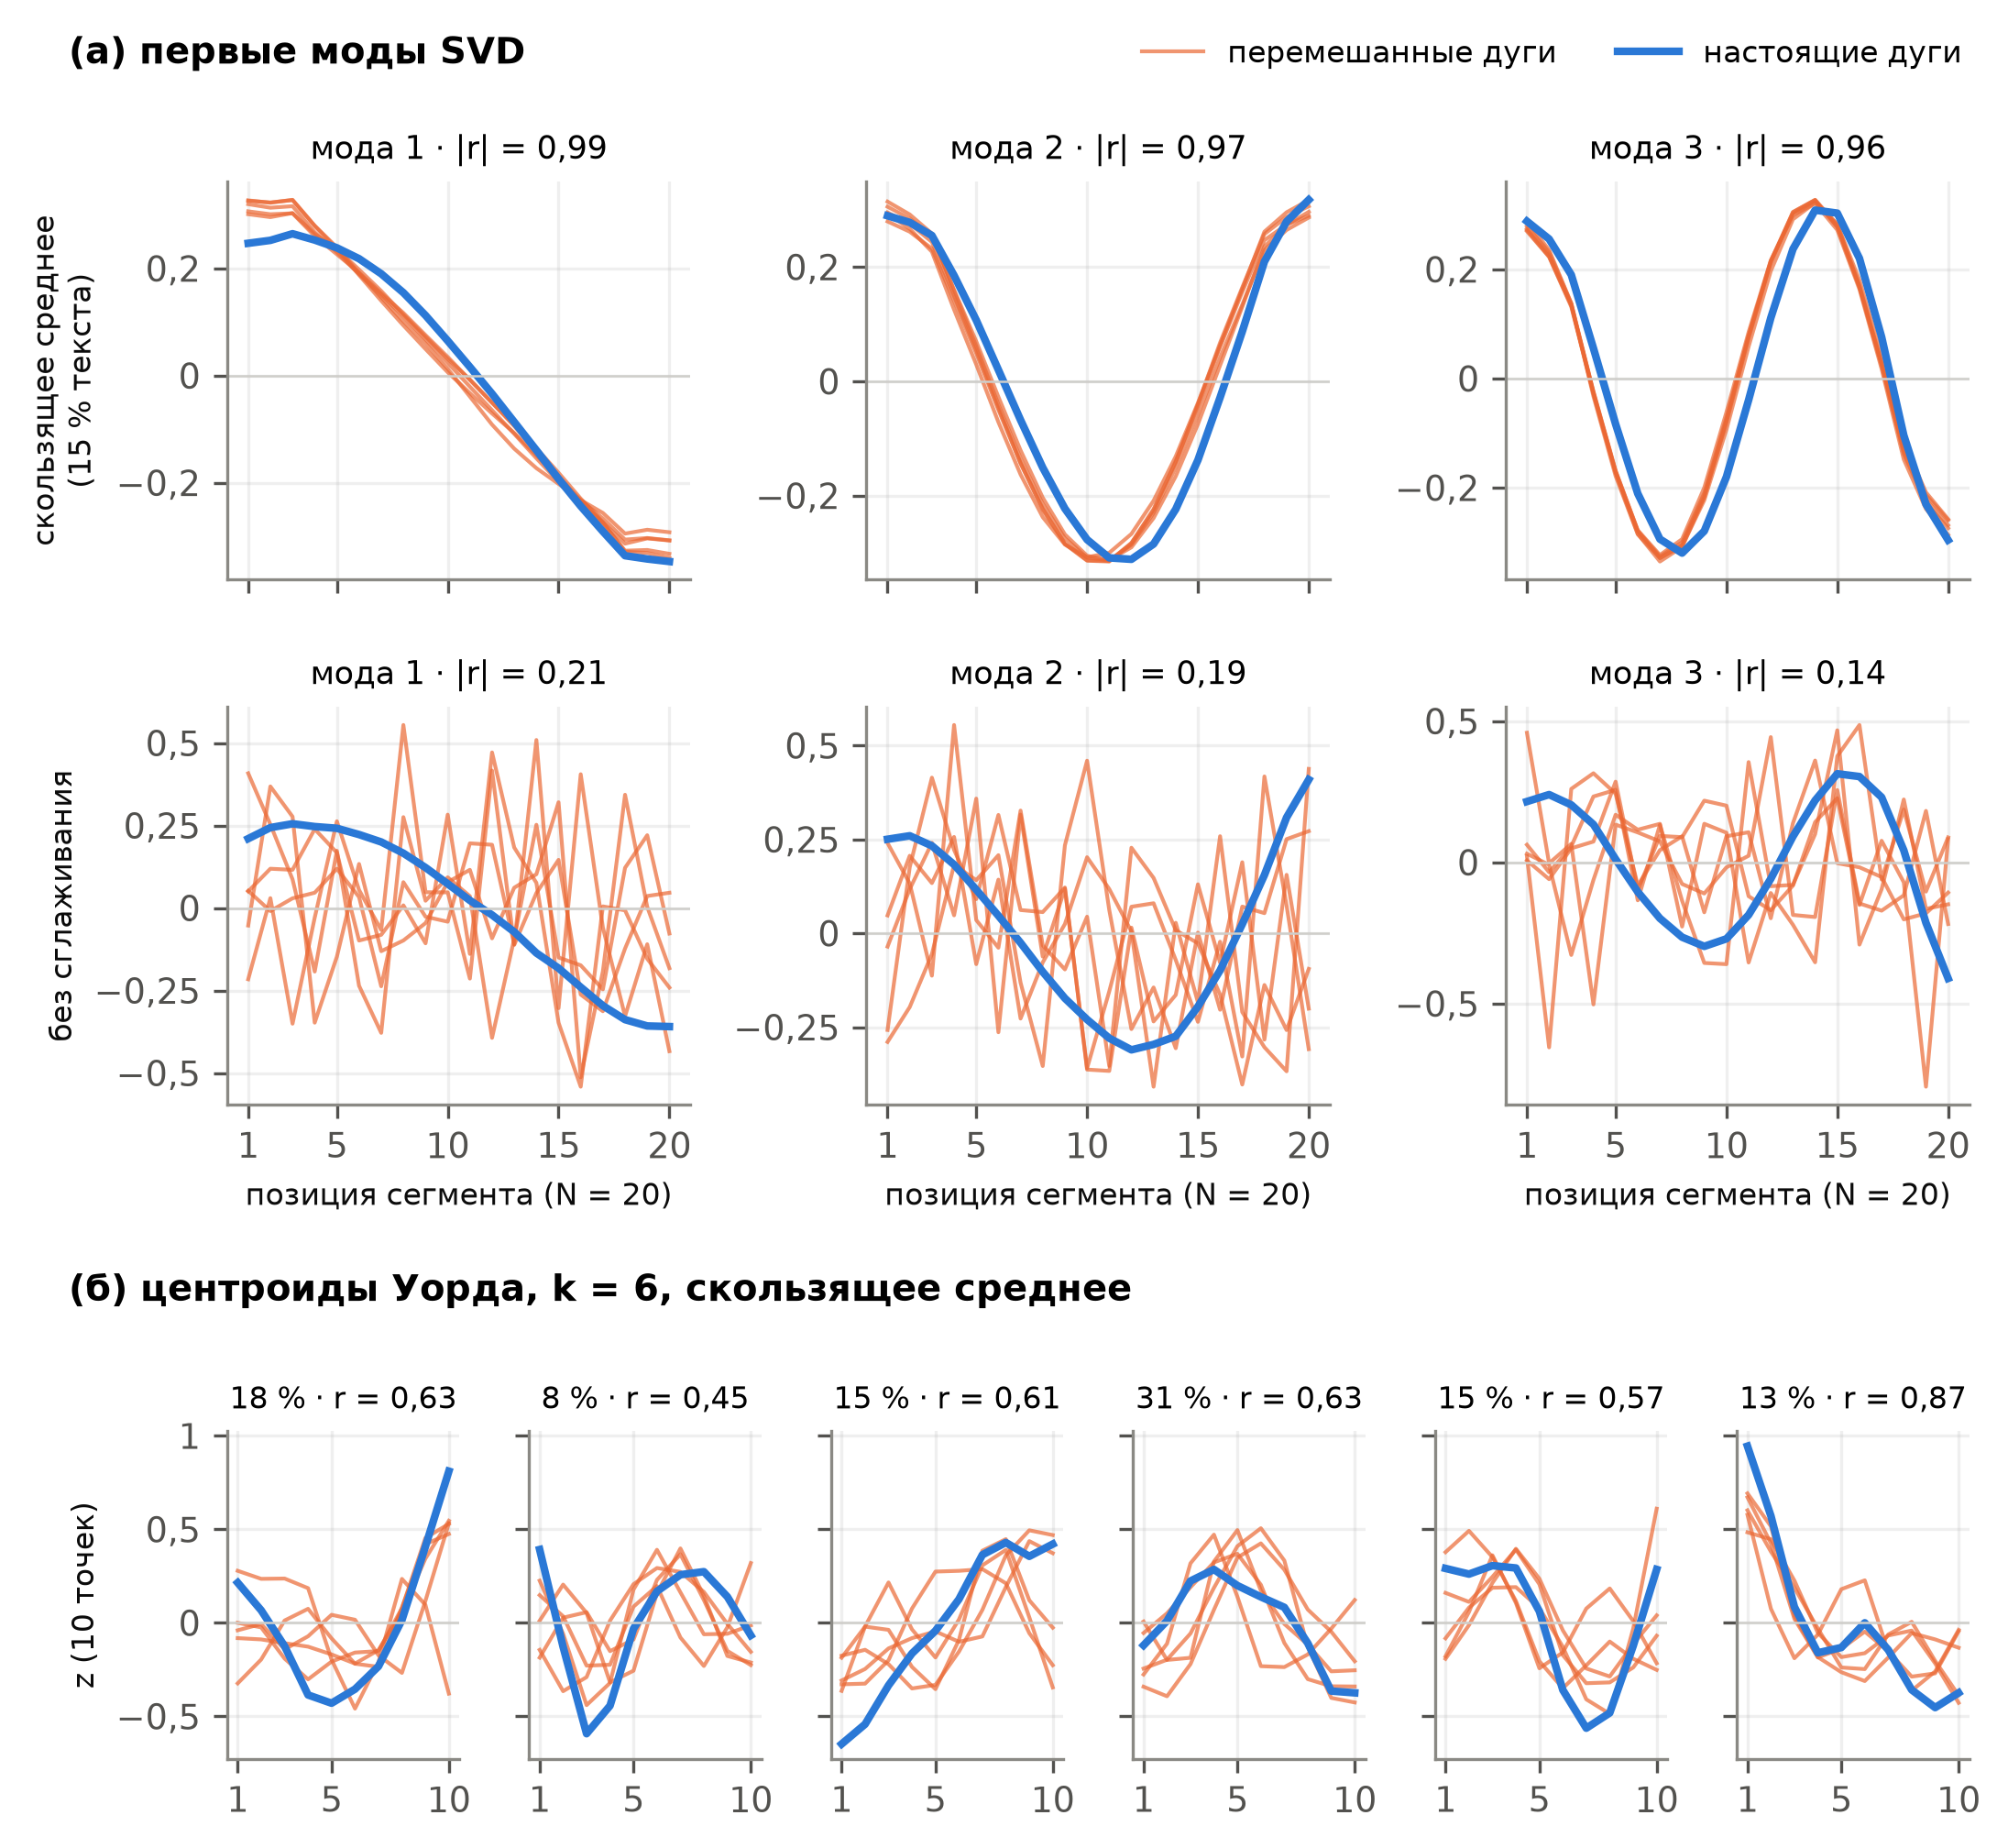 (а) первые моды SVD
перемешанные дуги
настоящие дуги
мода 1 · |r| = 0,99
мода 2 · |r| = 0,97
мода 3 · |r| = 0,96
скользящее среднее
(15 % текста)
0,2
0
−0,2
0,2
0
−0,2
0,2
0
−0,2
мода 1 · |r| = 0,21
мода 2 · |r| = 0,19
мода 3 · |r| = 0,14
без сглаживания
0,5
0,25
0
−0,25
−0,5
0,5
0,25
0
−0,25
0,5
0
−0,5
1 5 10 15 20
1 5 10 15 20
1 5 10 15 20
позиция сегмента (N = 20)
позиция сегмента (N = 20)
позиция сегмента (N = 20)
(б) центроиды Уорда, k = 6, скользящее среднее
18 % · r = 0,63
8 % · r = 0,45
15 % · r = 0,61
31 % · r = 0,63
15 % · r = 0,57
13 % · r = 0,87
z (10 точек)
1
0,5
0
−0,5
1 5 10
1 5 10
1 5 10
1 5 10
1 5 10
1 5 10